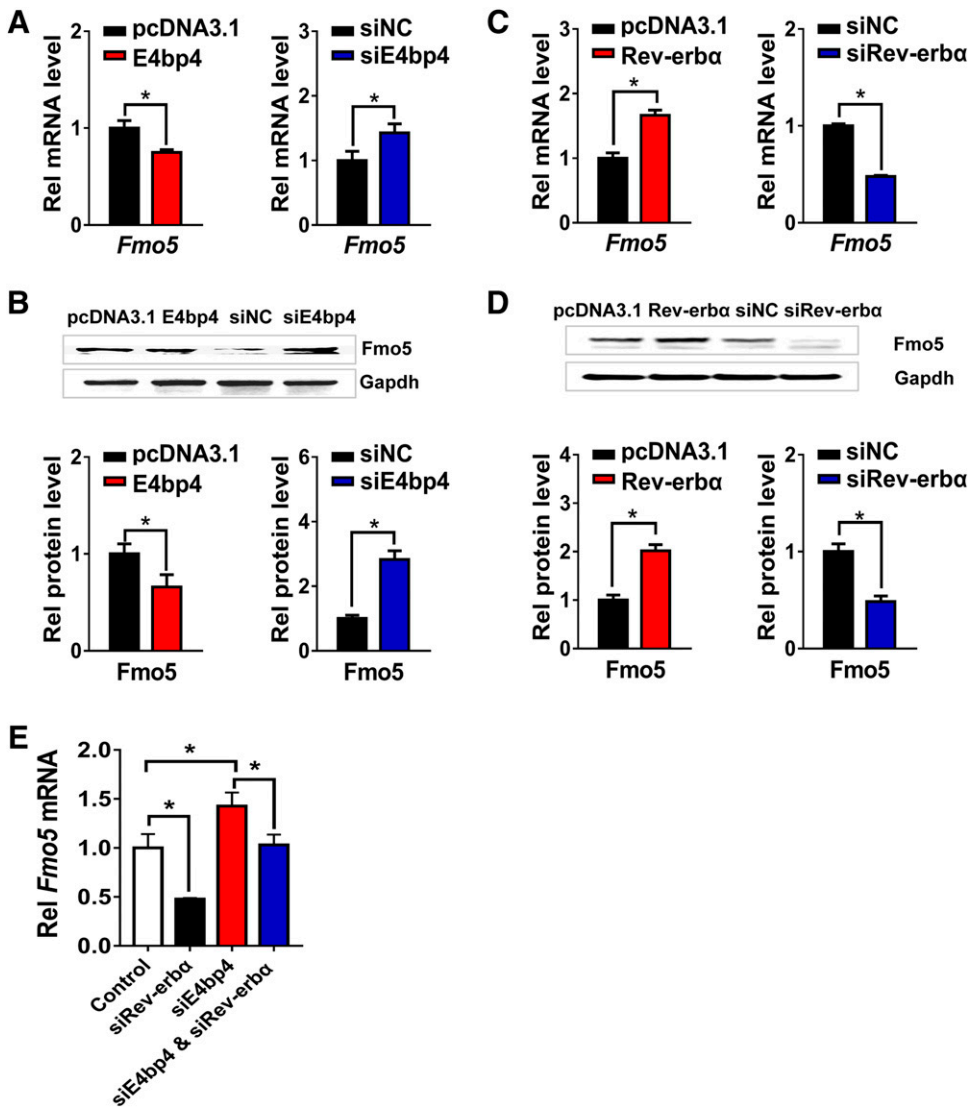 A
pcDNA3.1
E4bp4
Rel mRNA level
2
1
0
*
Fmo5
siNC
siE4bp4
Rel mRNA level
3
2
1
0
*
Fmo5
C
pcDNA3.1
Rev-erbα
Rel mRNA level
3
2
1
0
*
Fmo5
siNC
siRev-erbα
Rel mRNA level
2
1
0
*
Fmo5
B
pcDNA3.1 E4bp4 siNC siE4bp4
Fmo5
Gapdh
pcDNA3.1
E4bp4
Rel protein level
2
1
0
*
Fmo5
siNC
siE4bp4
Rel protein level
6
4
2
0
*
Fmo5
D
pcDNA3.1 Rev-erbα siNC siRev-erbα
Fmo5
Gapdh
pcDNA3.1
Rev-erbα
Rel protein level
4
3
2
1
0
*
Fmo5
siNC
siRev-erbα
Rel protein level
2
1
0
*
Fmo5
E
Rel Fmo5 mRNA
2.0
1.5
1.0
0.5
0.0
*
*
*
Control
siRev-erbα
siE4bp4
siE4bp4 & siRev-erbα